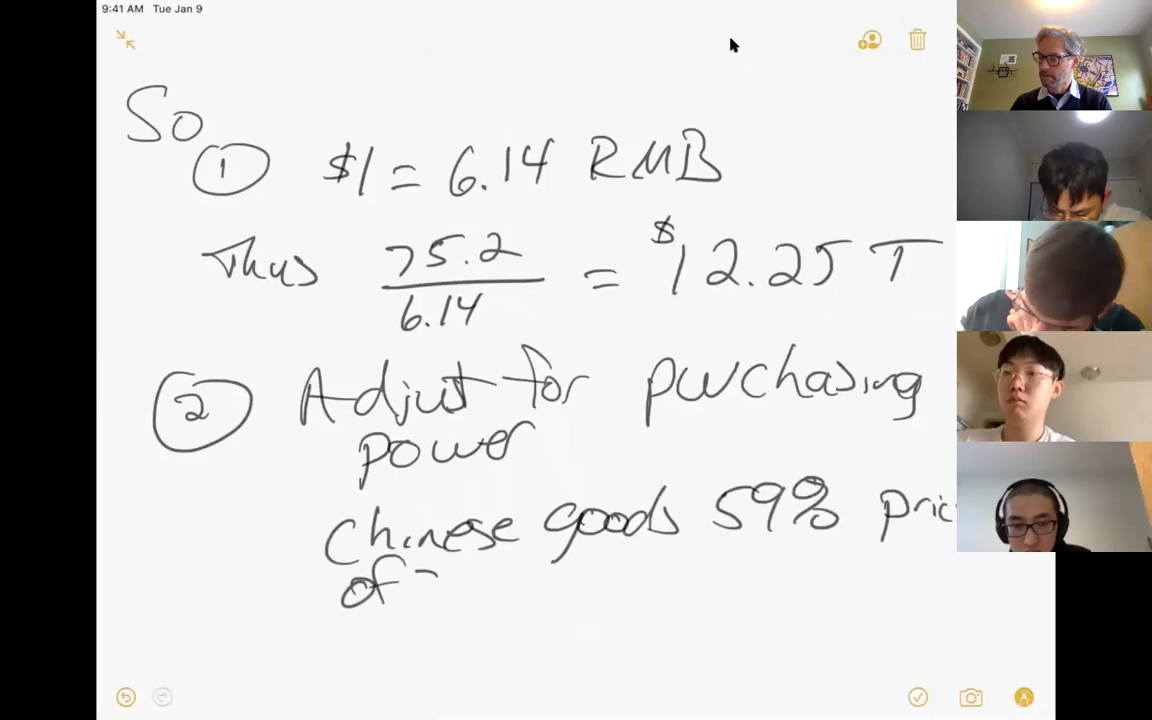 9:41 AM Tue Jan 9
So
① $1 = 6.14 RMB
Thus 75.2 / 6.14 = $12.25 T
② Adjust for purchasing
power
Chinese goods 59% pric
of